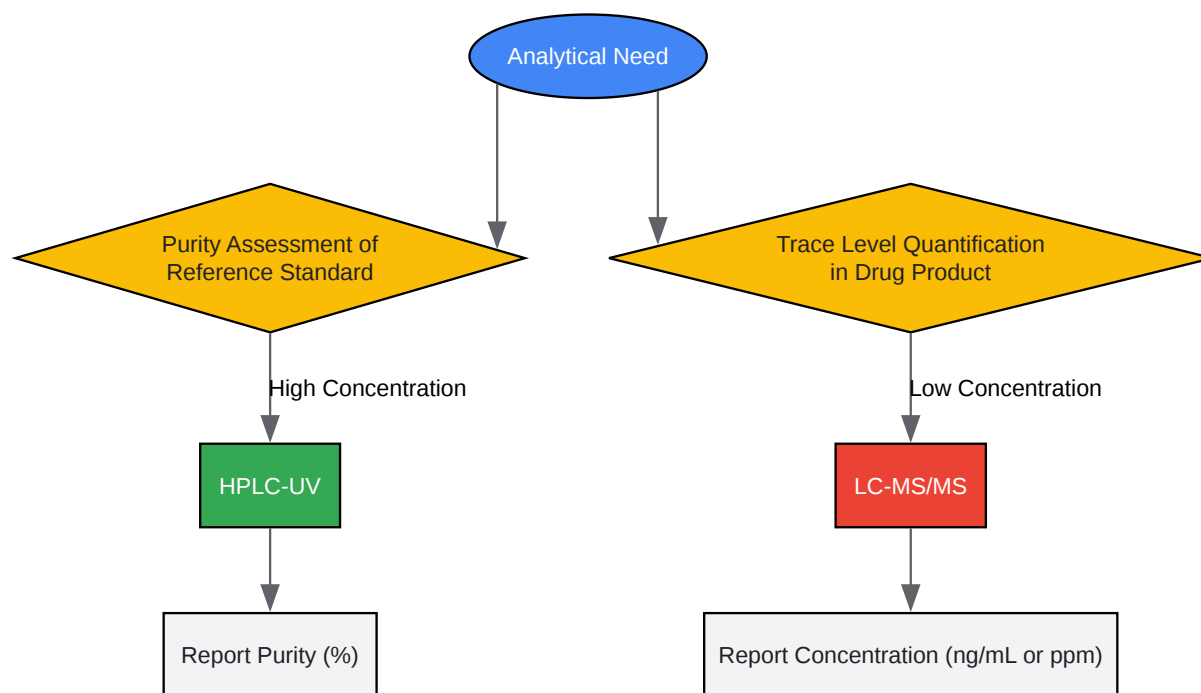 Analytical Need
Purity Assessment of
Reference Standard
Trace Level Quantification
in Drug Product
High Concentration
Low Concentration
HPLC-UV
LC-MS/MS
Report Purity (%)
Report Concentration (ng/mL or ppm)